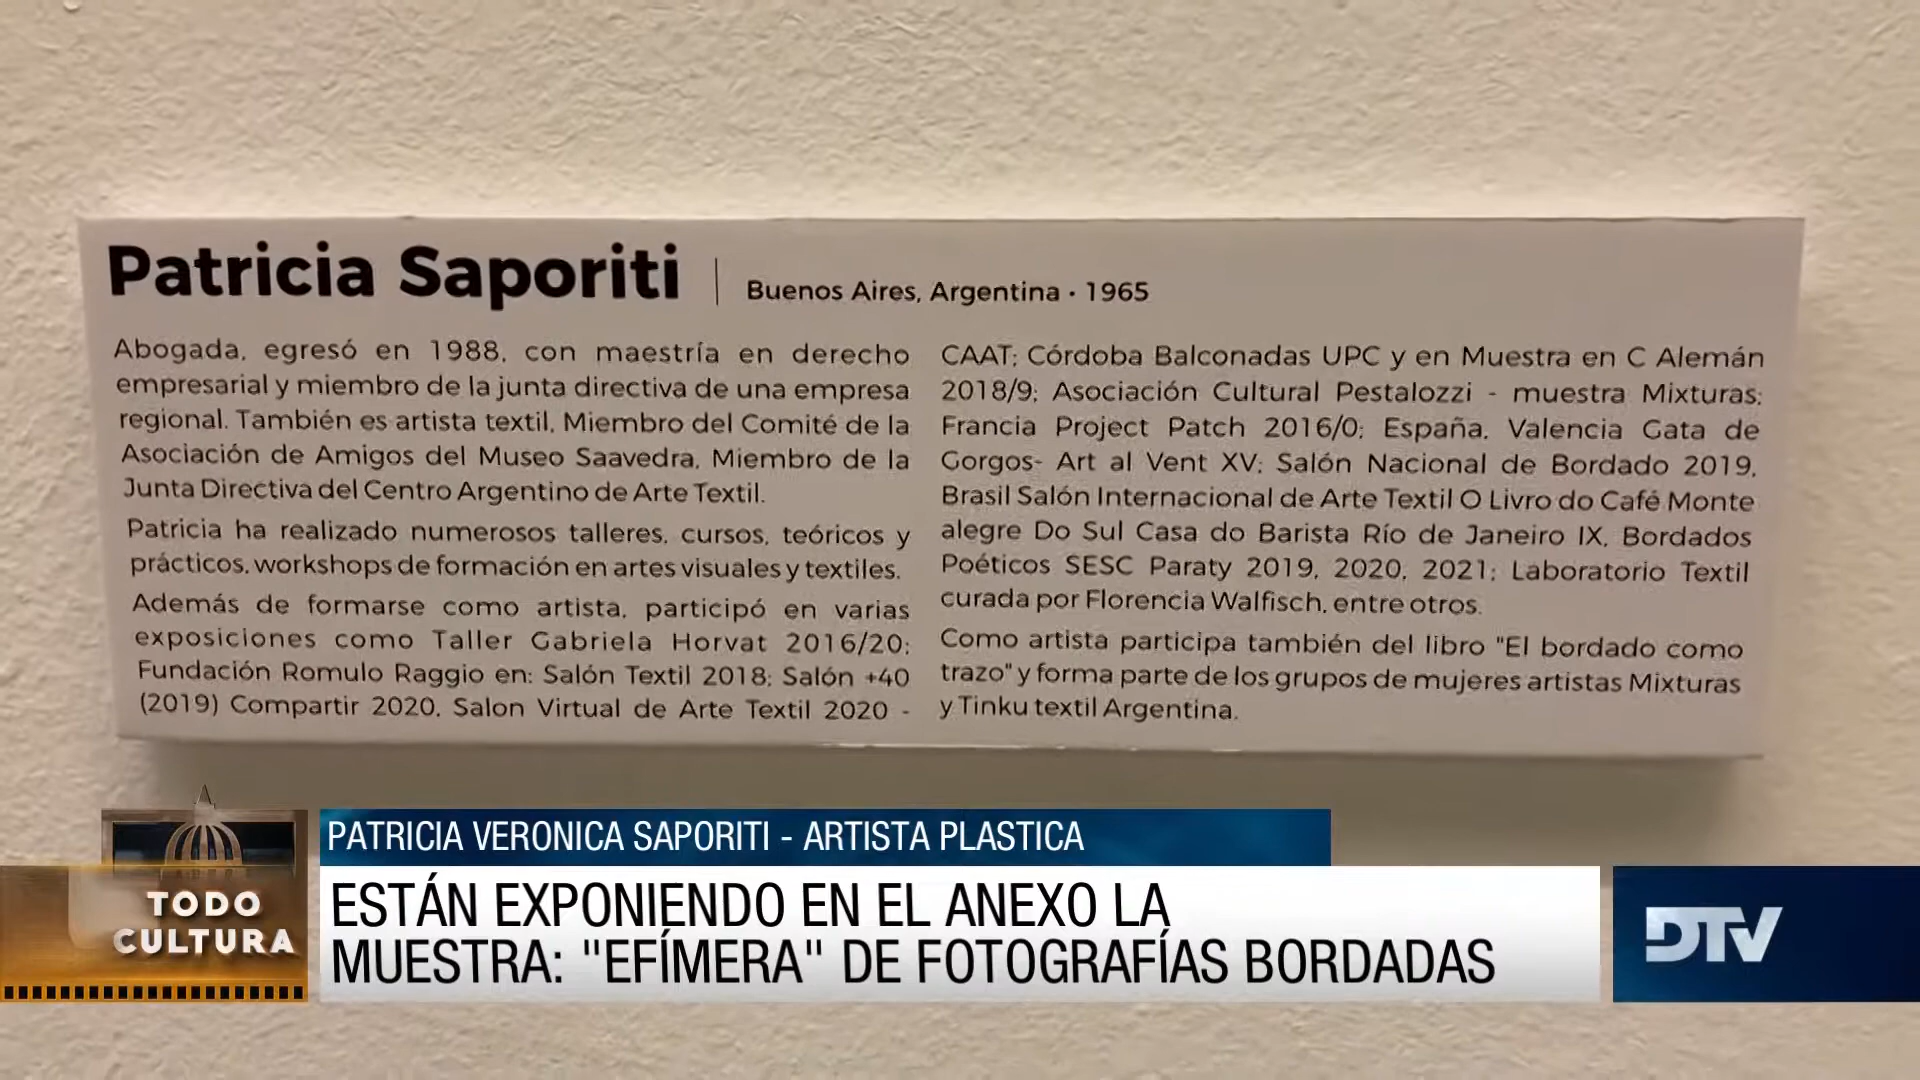 Patricia Saporiti | Buenos Aires, Argentina • 1965
Abogada, egresó en 1988, con maestría en derecho
empresarial y miembro de la junta directiva de una empresa
regional. También es artista textil, Miembro del Comité de la
Asociación de Amigos del Museo Saavedra, Miembro de la
Junta Directiva del Centro Argentino de Arte Textil.
Patricia ha realizado numerosos talleres, cursos, teóricos y
prácticos, workshops de formación en artes visuales y textiles.
Además de formarse como artista, participó en varias
exposiciones como Taller Gabriela Horvat 2016/20;
Fundación Romulo Raggio en: Salón Textil 2018; Salón +40
(2019) Compartir 2020, Salon Virtual de Arte Textil 2020 -
CAAT; Córdoba Balconadas UPC y en Muestra en C Alemán
2018/9; Asociación Cultural Pestalozzi - muestra Mixturas;
Francia Project Patch 2016/0; España, Valencia Gata de
Gorgos- Art al Vent XV; Salón Nacional de Bordado 2019,
Brasil Salón Internacional de Arte Textil O Livro do Café Monte
alegre Do Sul Casa do Barista Río de Janeiro IX, Bordados
Poéticos SESC Paraty 2019, 2020, 2021; Laboratorio Textil
curada por Florencia Walfisch, entre otros.
Como artista participa también del libro "El bordado como
trazo" y forma parte de los grupos de mujeres artistas Mixturas
y Tinku textil Argentina.
TODO
CULTURA
PATRICIA VERONICA SAPORITI - ARTISTA PLASTICA
ESTÁN EXPONIENDO EN EL ANEXO LA
MUESTRA: "EFÍMERA" DE FOTOGRAFÍAS BORDADAS
DTV